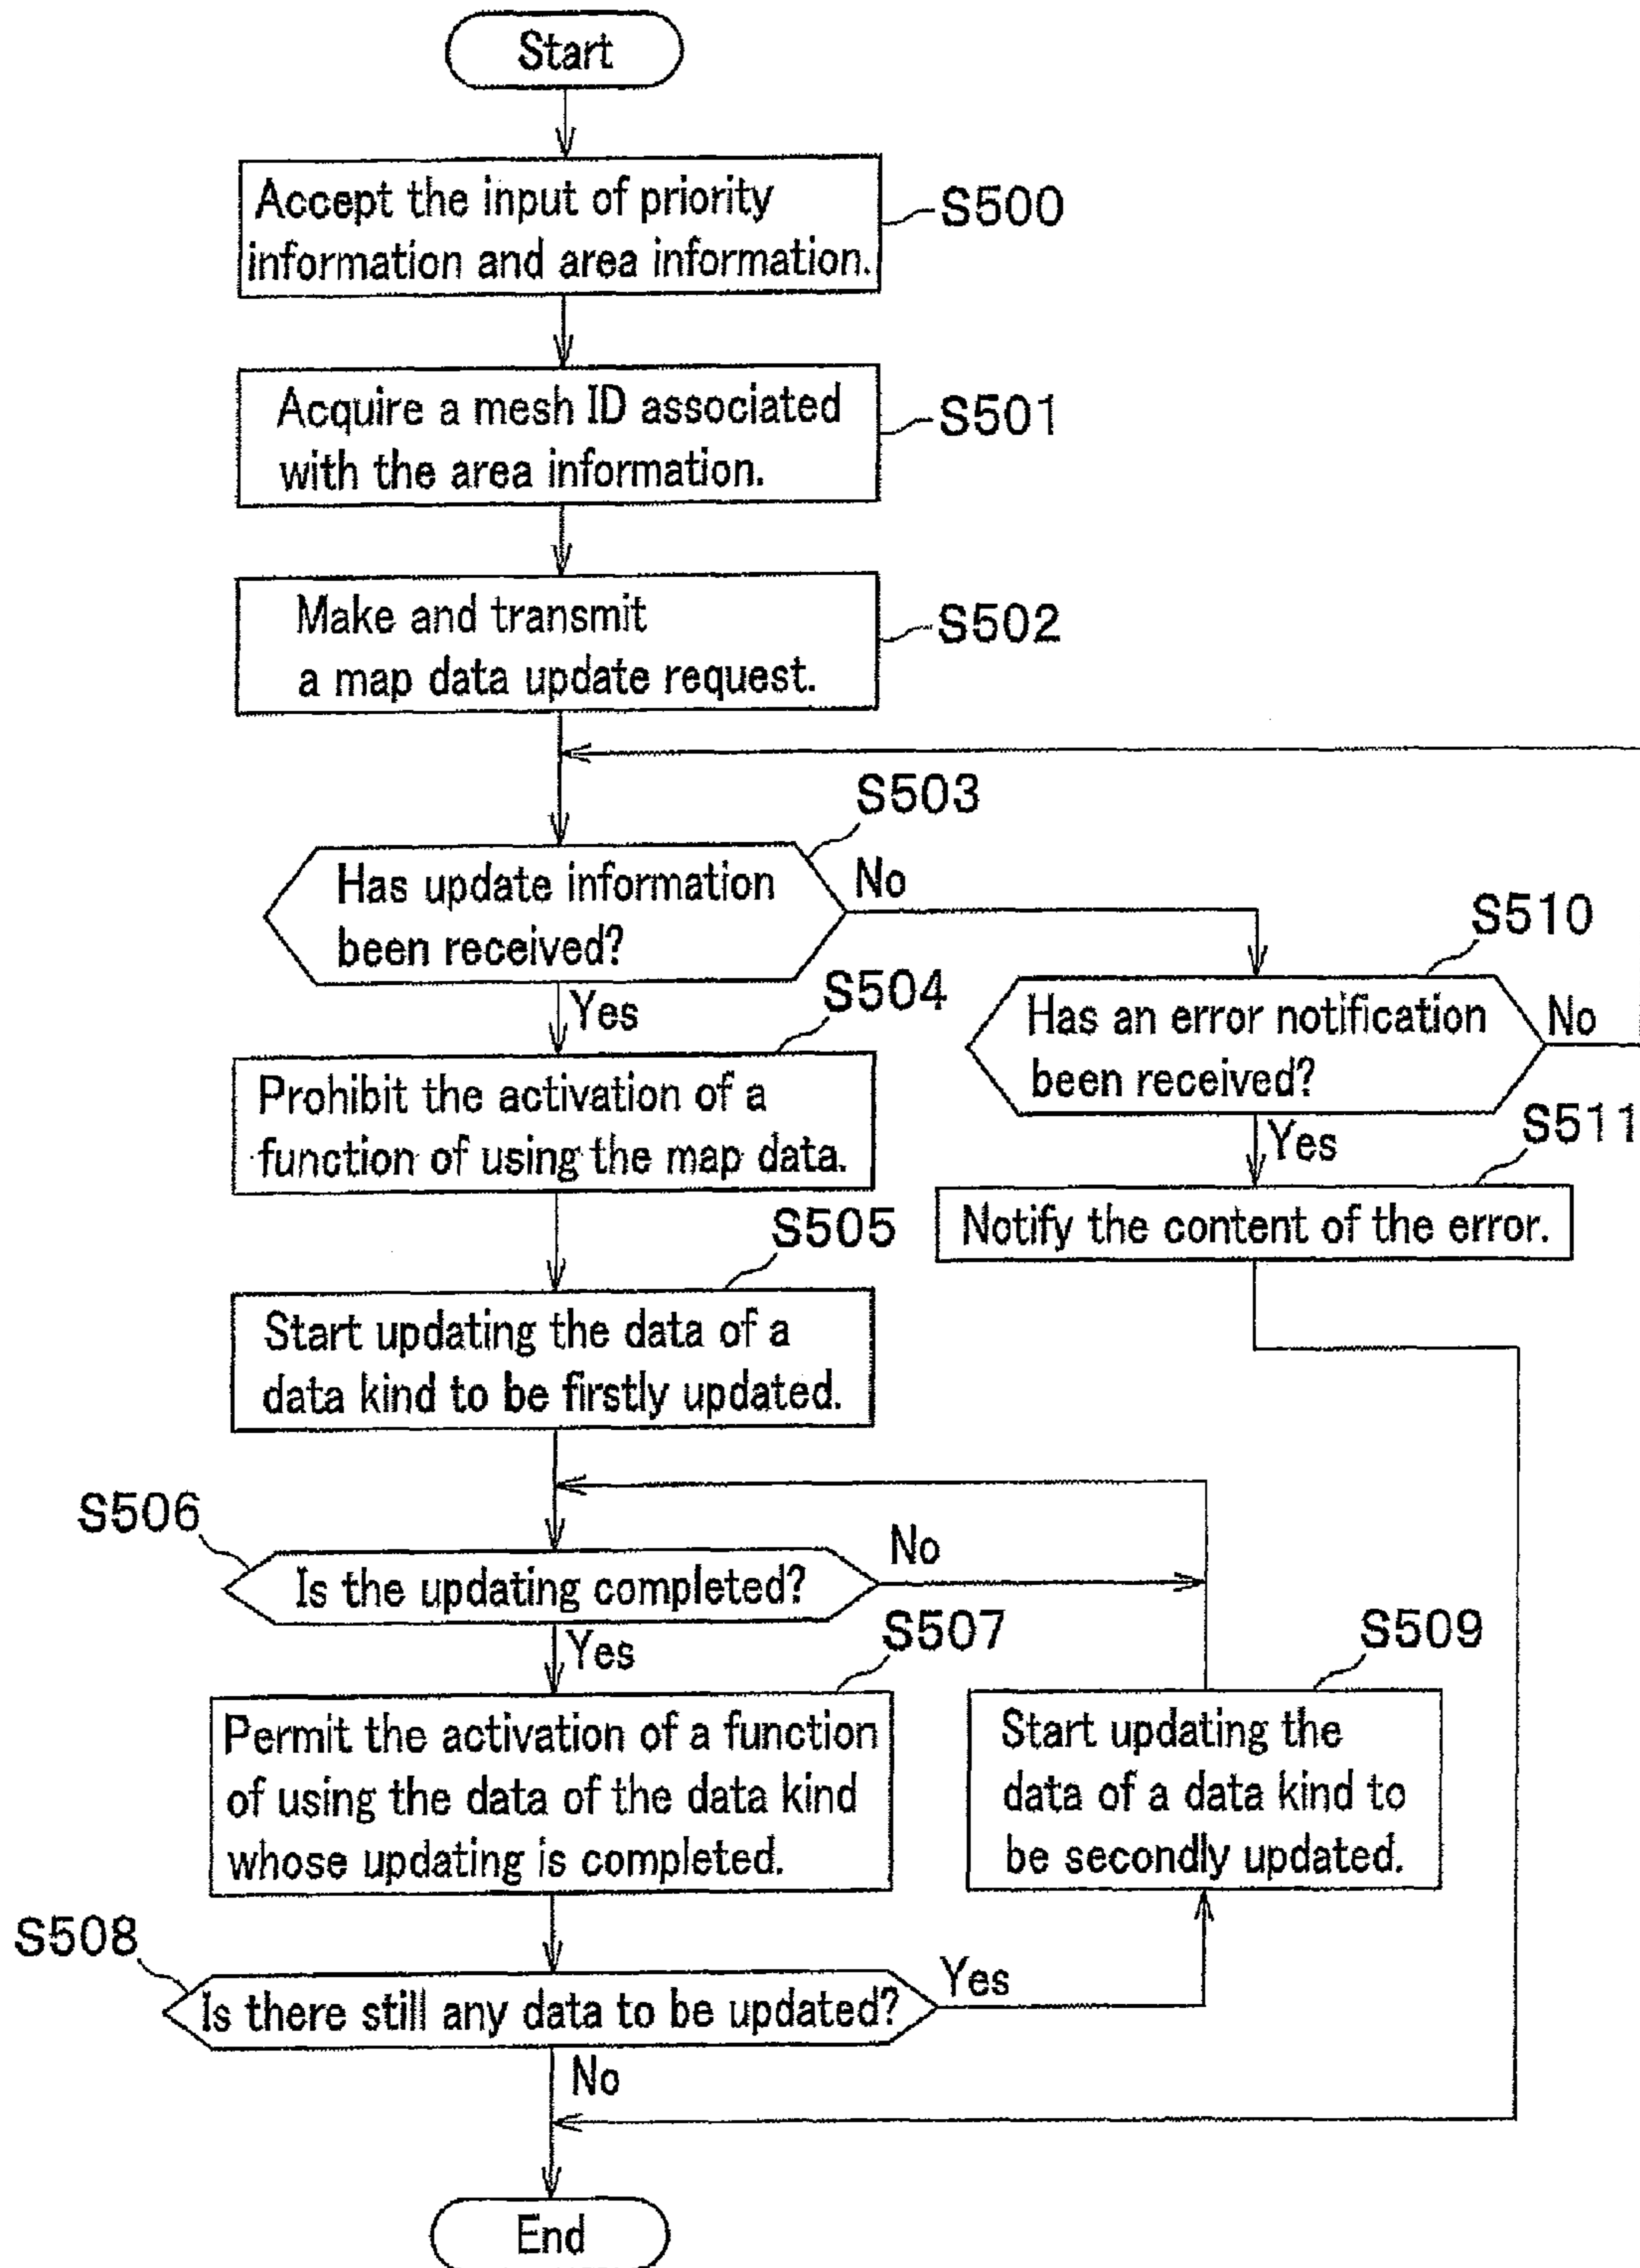 Start
Accept the input of priority
information and area information.
S500
Acquire a mesh ID associated
with the area information.
S501
Make and transmit
a map data update request.
S502
S503
Has update information
been received?
No
Yes
S510
Has an error notification
been received?
No
Yes
S504
Prohibit the activation of a
function of using the map data.
S511
Notify the content of the error.
S505
Start updating the data of a
data kind to be firstly updated.
S506
Is the updating completed?
No
Yes
S507
Permit the activation of a function
of using the data of the data kind
whose updating is completed.
S509
Start updating the
data of a data kind to
be secondly updated.
S508
Is there still any data to be updated?
Yes
No
End